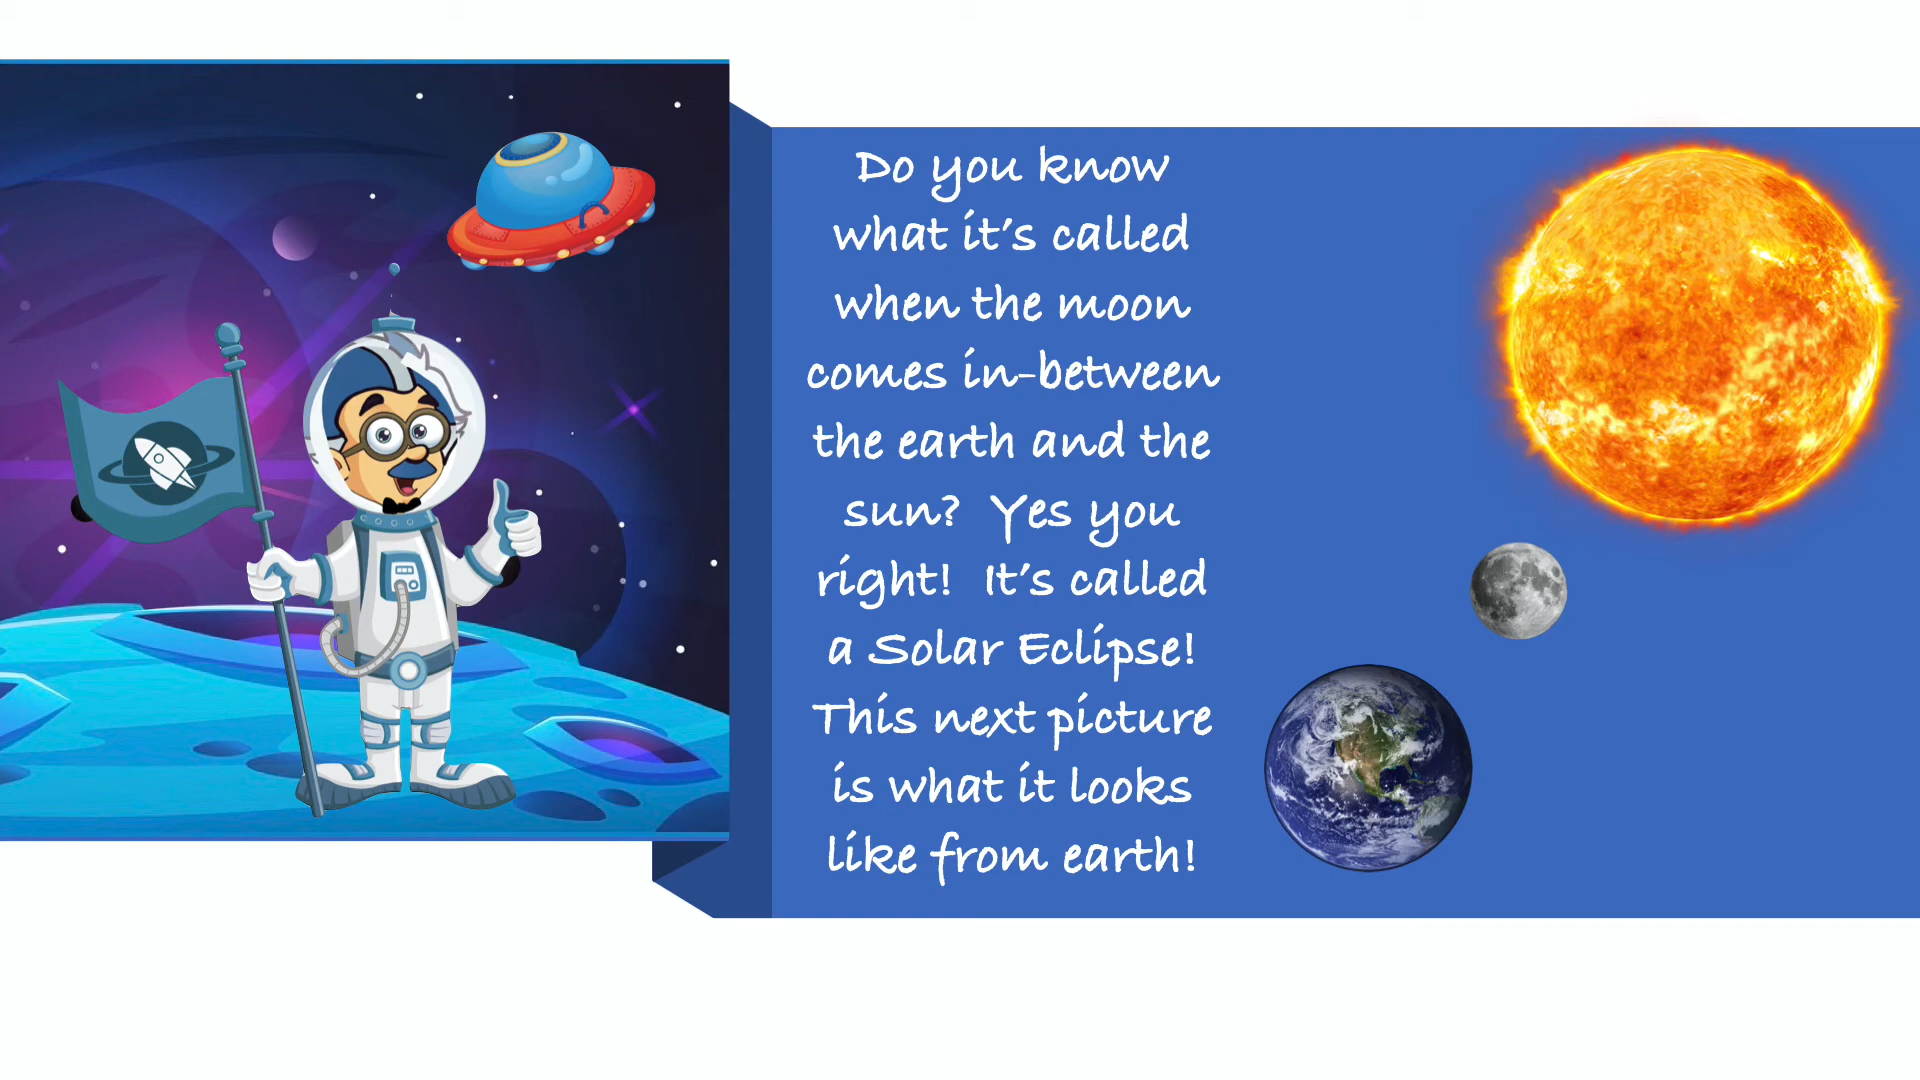 Do you know
what it's called
when the moon
comes in-between
the earth and the
sun?  Yes you
right!  It's called
a Solar Eclipse!
This next picture
is what it looks
like from earth!